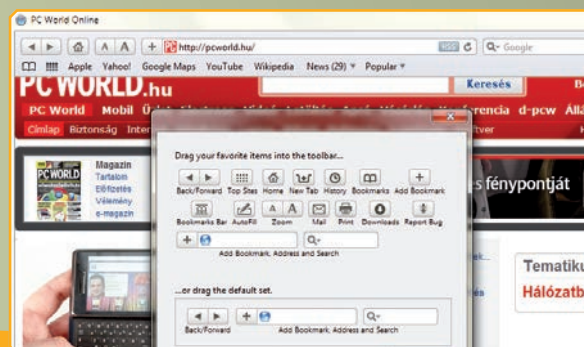 PC World Online
A A + http://pcworld.hu/ RSS Q- Google
Apple Yahoo! Google Maps YouTube Wikipedia News (29) Popular
PC WORLD.hu Keresés
PC World Mobil d-pcw
Címlap Biztonság
Drag your favorite items into the toolbar...
Magazin
Tartalom
Előfizetés
Vélemény
e-magazin
PC WORLD
Back/Forward Top Sites Home New Tab History Bookmarks Add Bookmark
A A
Bookmarks Bar AutoFill Zoom Mail Print Downloads Report Bug
fénypontját
+ Q-
Add Bookmark, Address and Search
...or drag the default set.
+ Q-
Back/Forward Add Bookmark, Address and Search